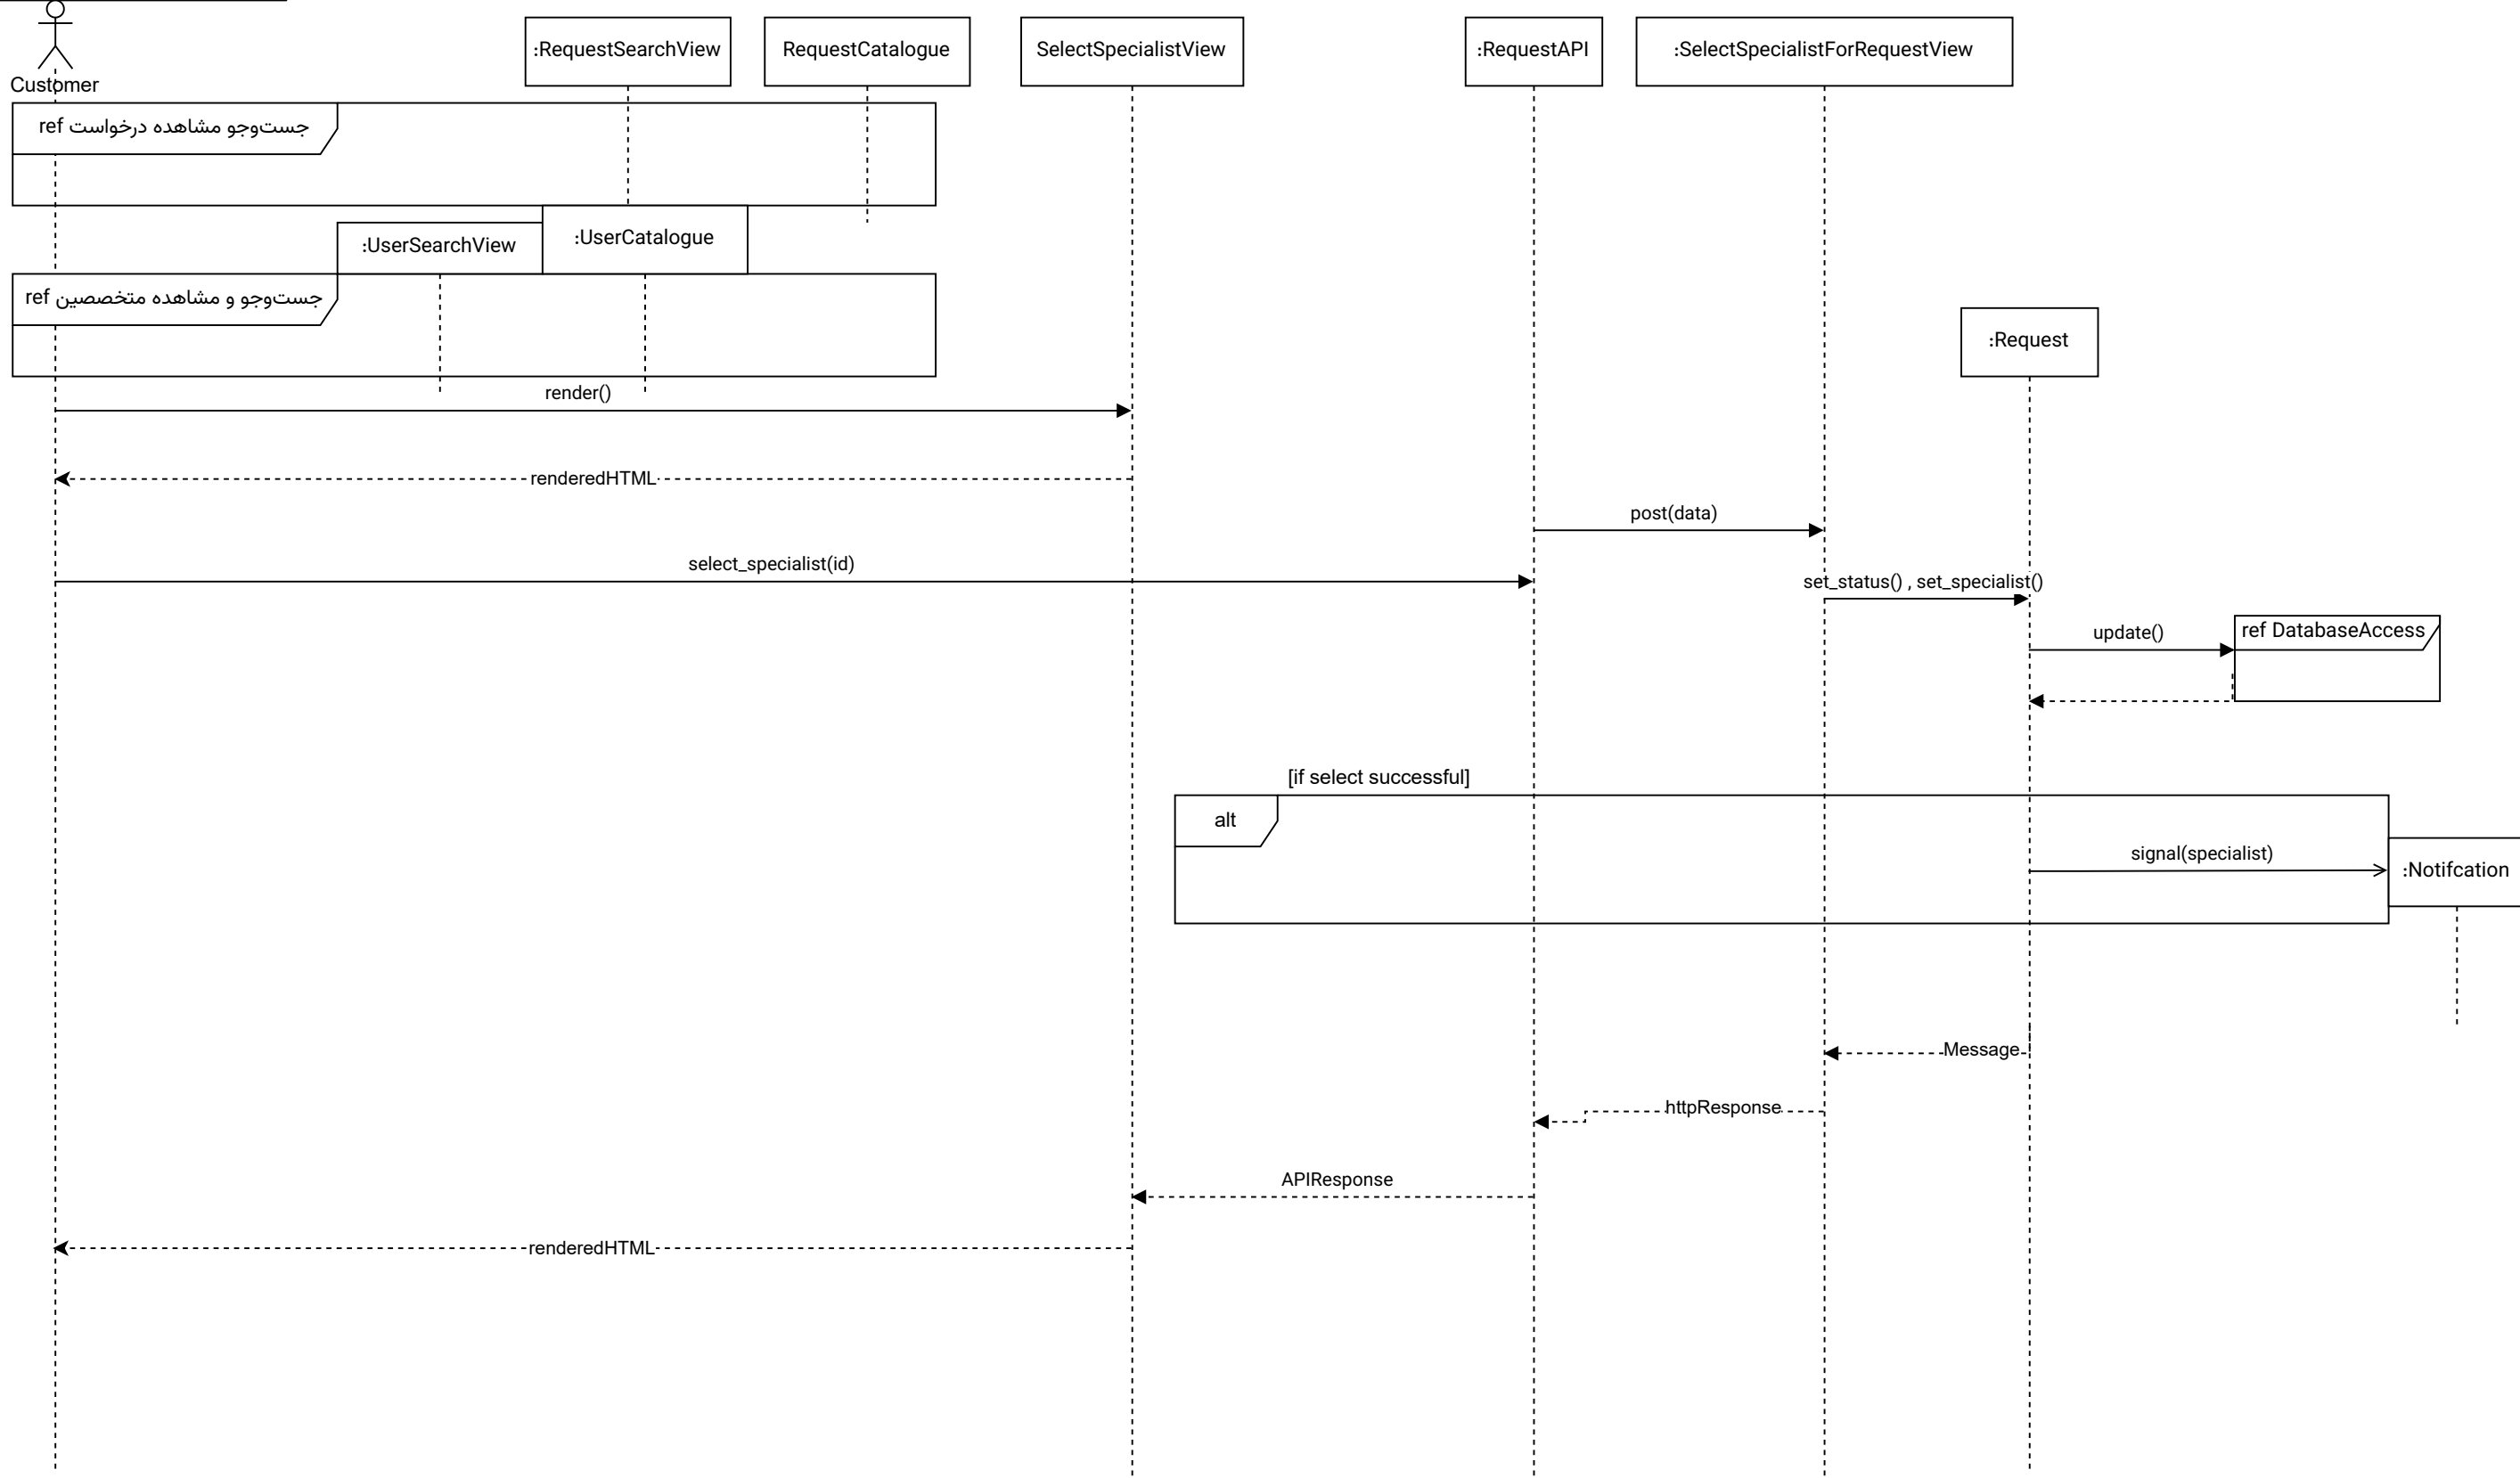 :RequestSearchView
RequestCatalogue
SelectSpecialistView
:RequestAPI
:SelectSpecialistForRequestView
Customer
ref جست‌وجو مشاهده درخواست
:UserSearchView
:UserCatalogue
ref جست‌وجو و مشاهده متخصصین
:Request
render()
renderedHTML
post(data)
select_specialist(id)
set_status() , set_specialist()
update()
ref DatabaseAccess
[if select successful]
alt
signal(specialist)
:Notifcation
Message
httpResponse
APIResponse
renderedHTML